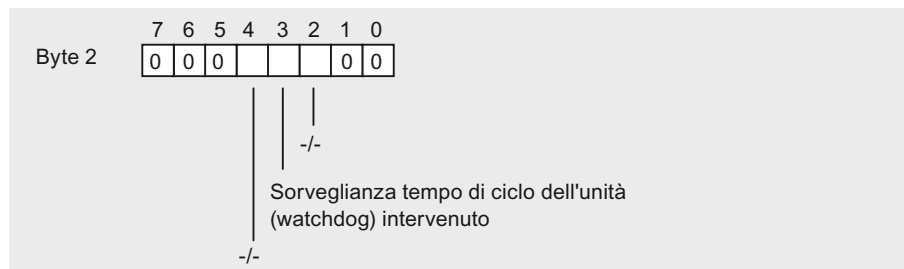 7 6 5 4 3 2 1 0
Byte 2 0 0 0 0 0
-/-
Sorveglianza tempo di ciclo dell'unità
(watchdog) intervenuto
-/-